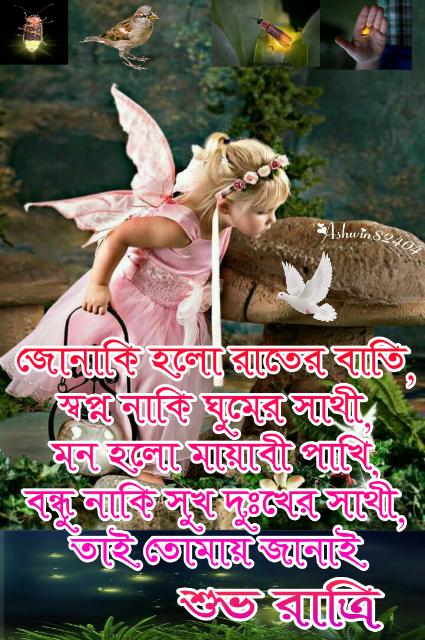 Ashwin82404
জোনাকি হলো রাতের বাতি,
স্বপ্ন নাকি ঘুমের সাথী,
মন হলো মায়াবী পাখি,
বন্ধু নাকি সুখ দুঃখের সাথী,
তাই তোমায় জানাই
শুভ রাত্রি